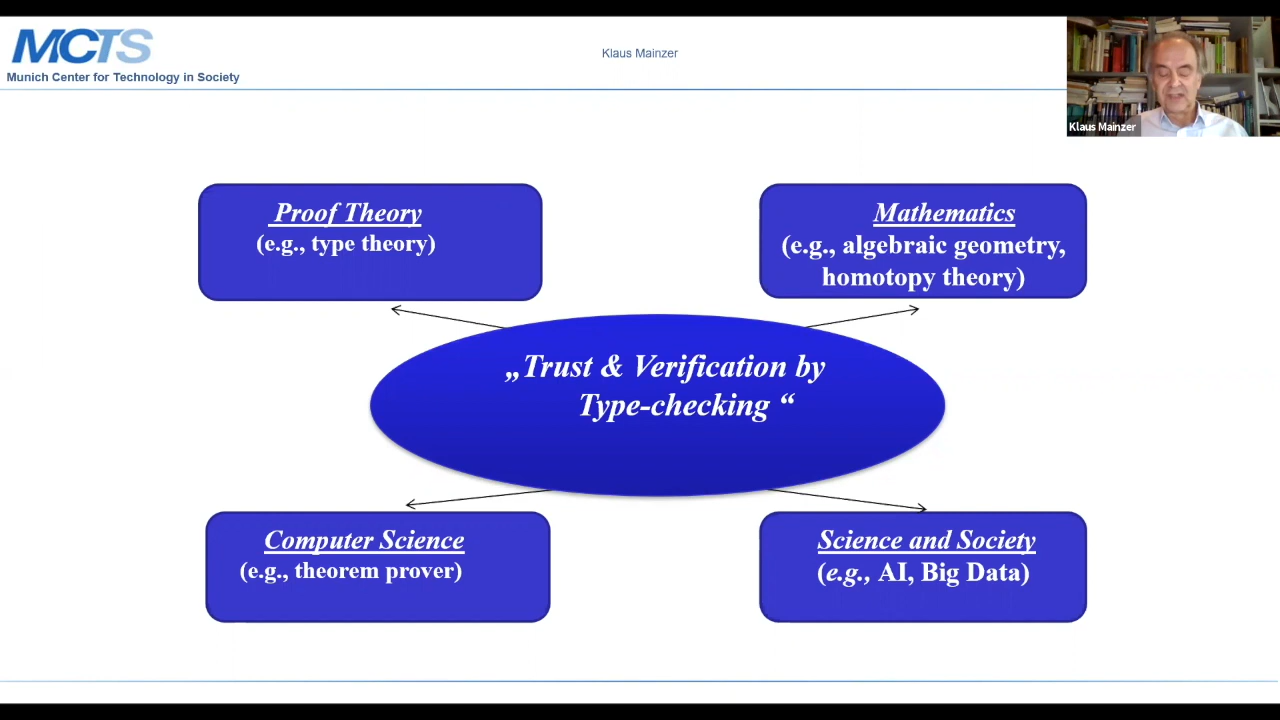 MCTS
Munich Center for Technology in Society
Klaus Mainzer
Klaus Mainzer
Proof Theory
(e.g., type theory)
Mathematics
(e.g., algebraic geometry,
homotopy theory)
„Trust & Verification by
Type-checking “
Computer Science
(e.g., theorem prover)
Science and Society
(e.g., AI, Big Data)